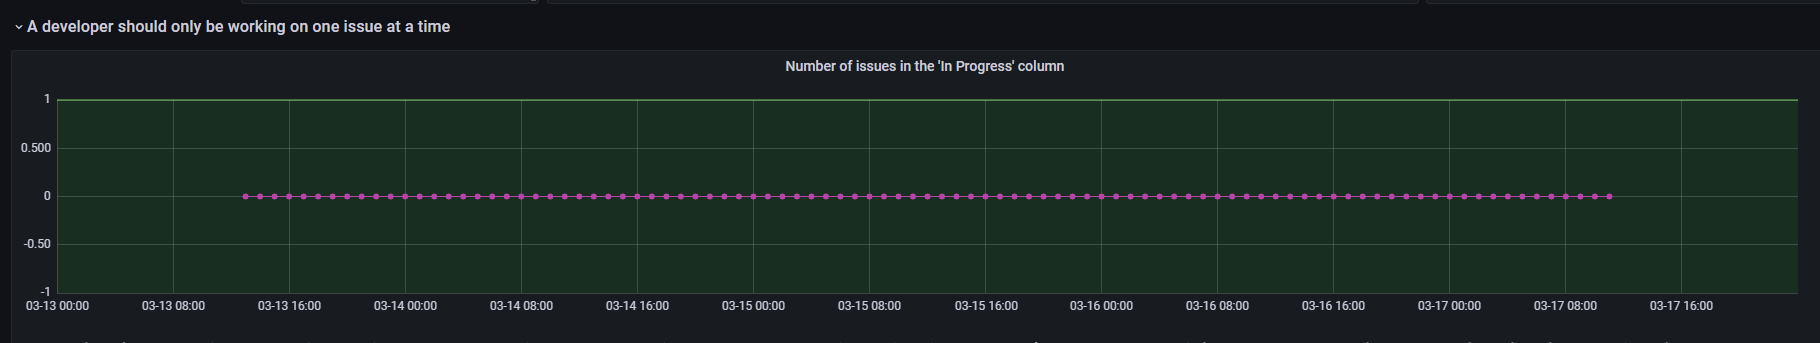 A developer should only be working on one issue at a time
Number of issues in the 'In Progress' column
1
0.500
0
-0.50
-1
03-13 00:00 03-13 08:00 03-13 16:00 03-14 00:00 03-14 08:00 03-14 16:00 03-15 00:00 03-15 08:00 03-15 16:00 03-16 00:00 03-16 08:00 03-16 16:00 03-17 00:00 03-17 08:00 03-17 16:00